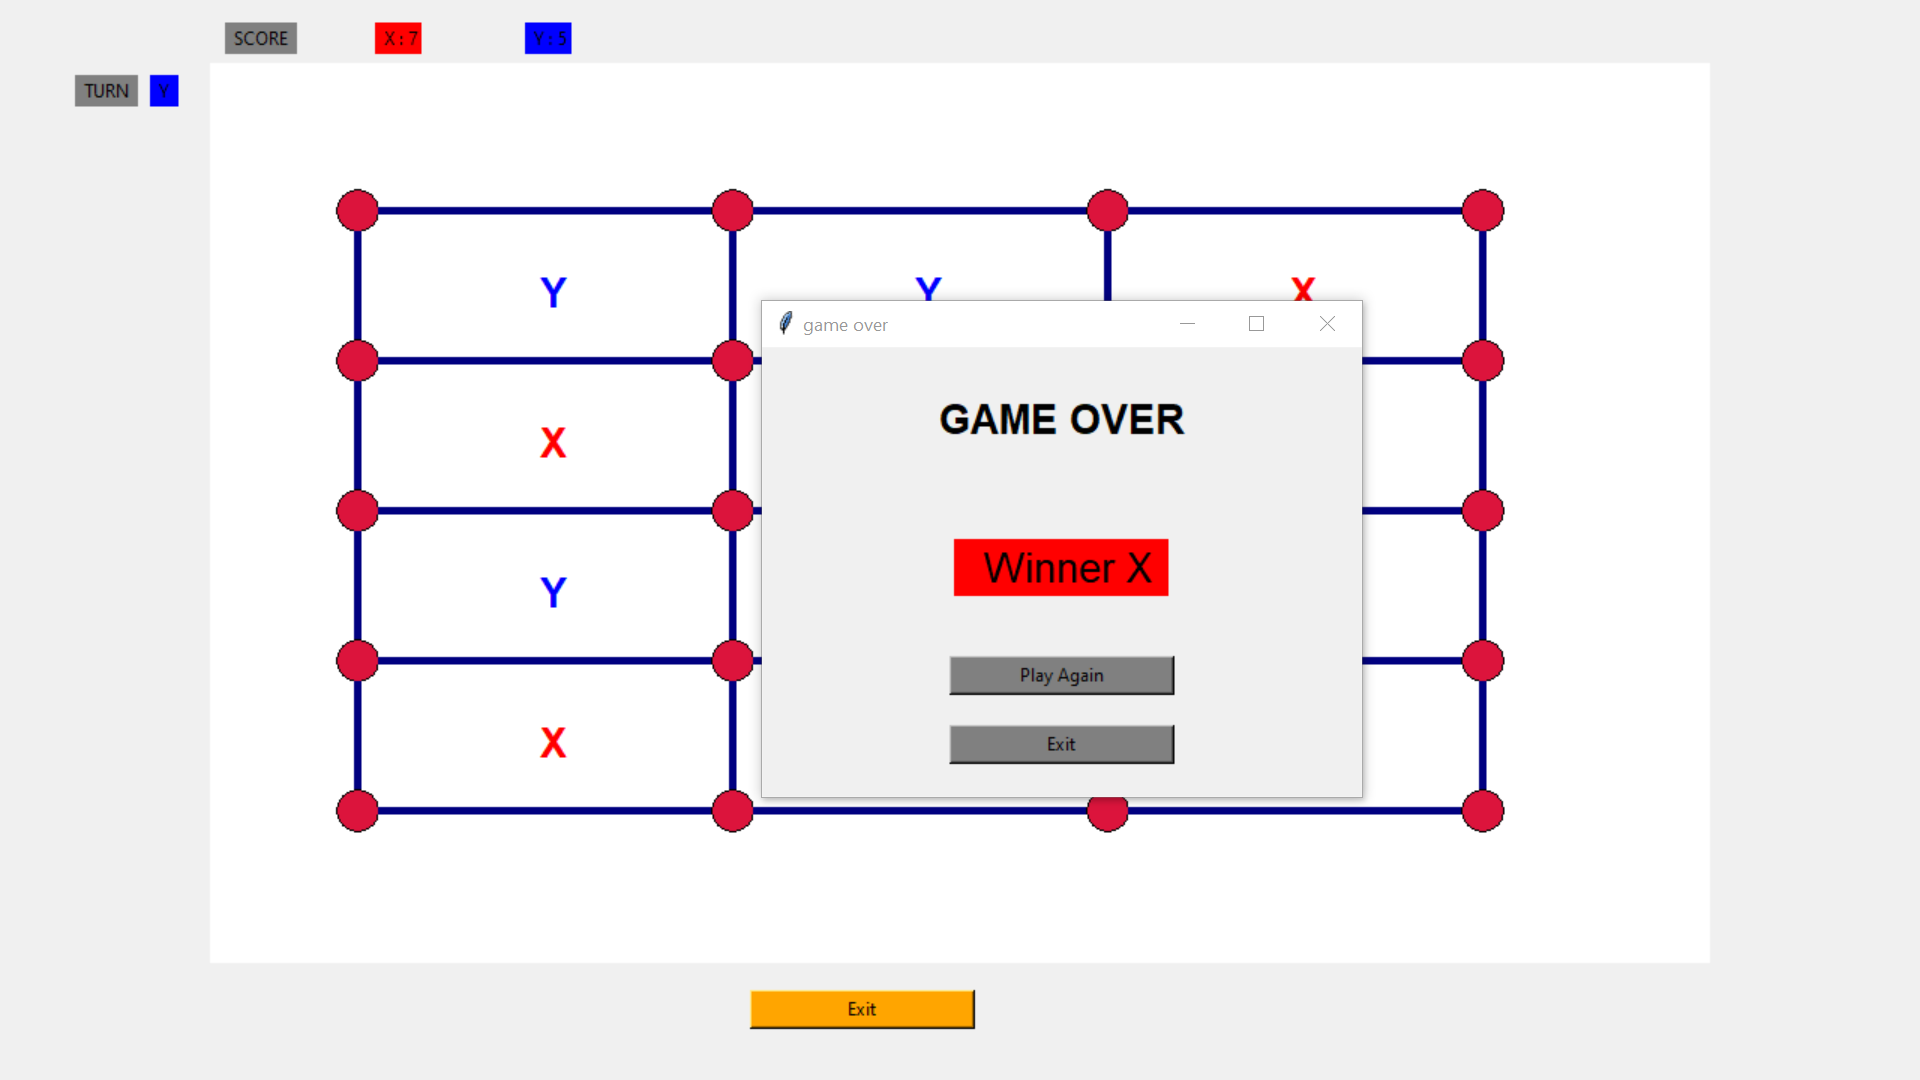 SCORE X : 7 Y : 5
TURN Y
Y Y X
game over
GAME OVER
X
Winner X
Y
Play Again
Exit
X
Exit